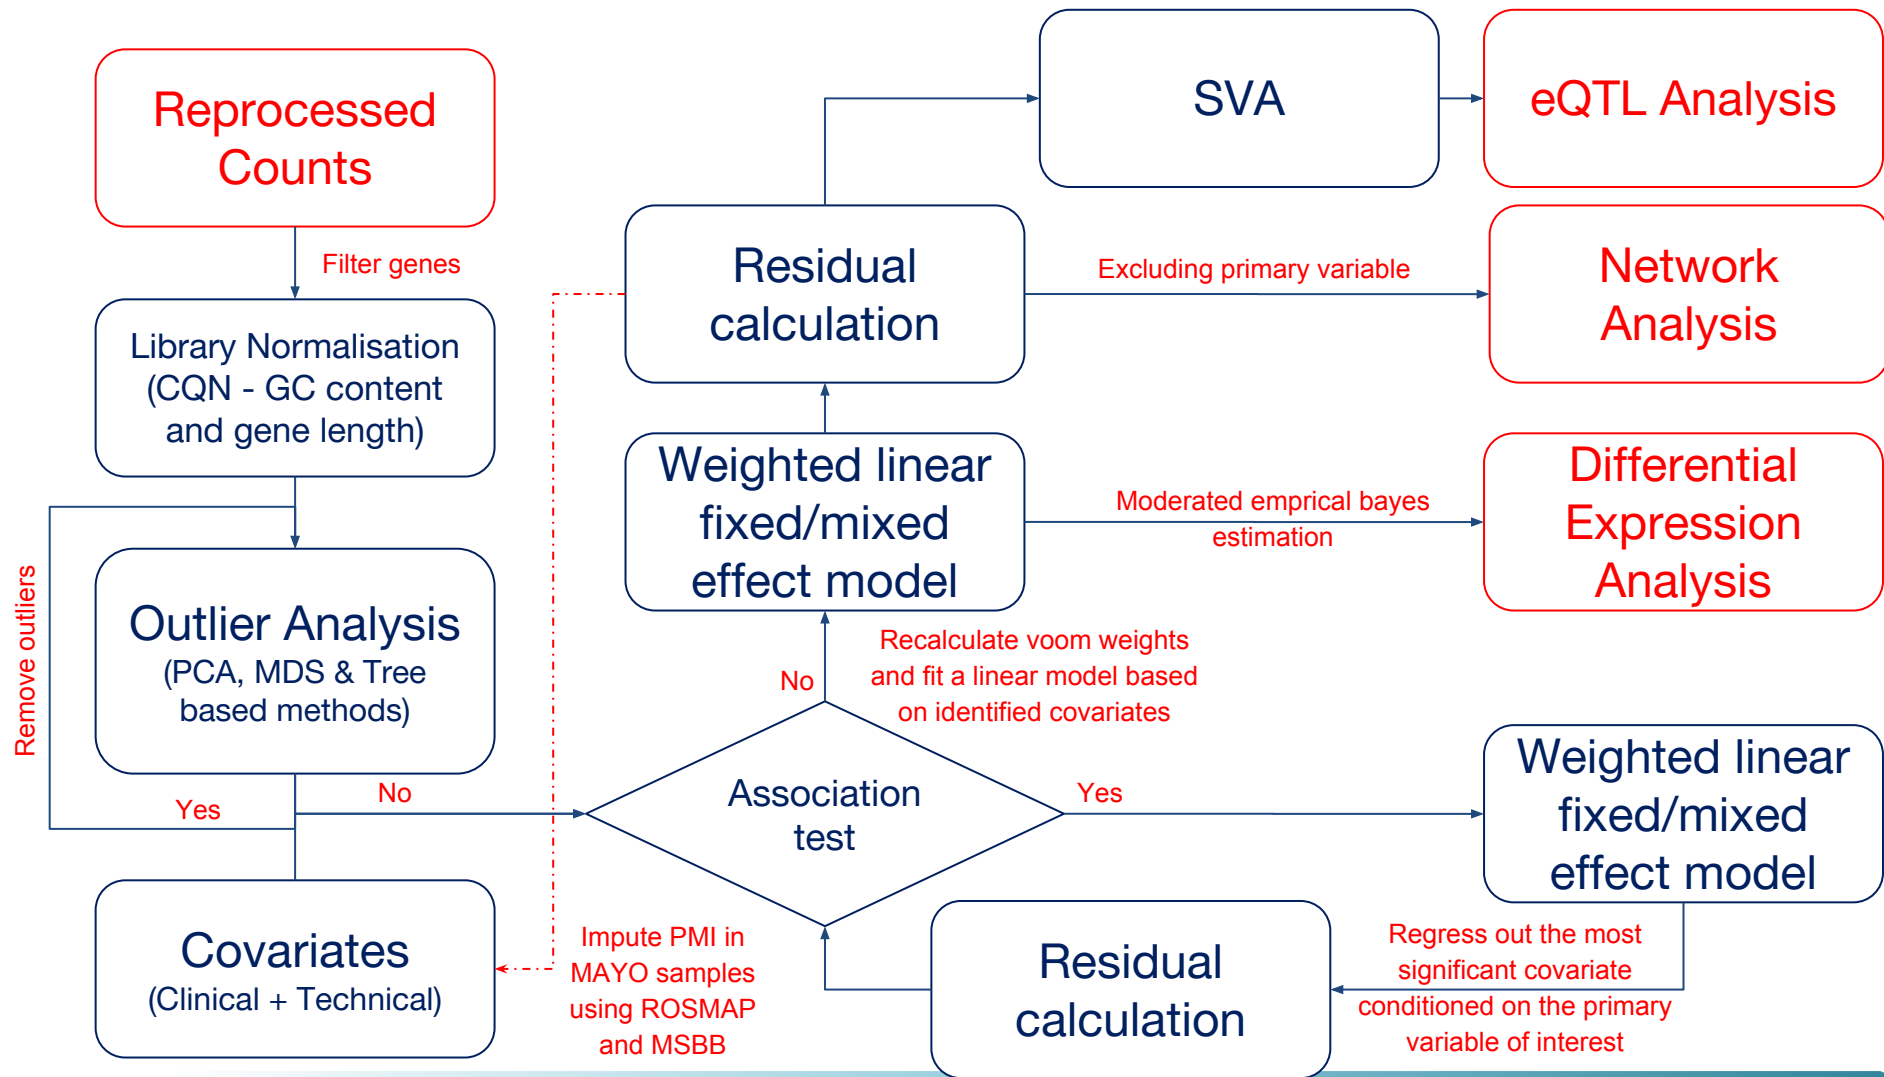 Reprocessed
Counts
Filter genes
Library Normalisation
(CQN - GC content
and gene length)
Remove outliers
Outlier Analysis
(PCA, MDS & Tree
based methods)
Yes
No
Covariates
(Clinical + Technical)
Impute PMI in
MAYO samples
using ROSMAP
and MSBB
Association
test
No
Recalculate voom weights
and fit a linear model based
on identified covariates
Yes
Weighted linear
fixed/mixed
effect model
Regress out the most
significant covariate
conditioned on the primary
variable of interest
Residual
calculation
Weighted linear
fixed/mixed
effect model
Moderated emprical bayes
estimation
Differential
Expression
Analysis
Residual
calculation
Excluding primary variable
Network
Analysis
SVA
eQTL Analysis